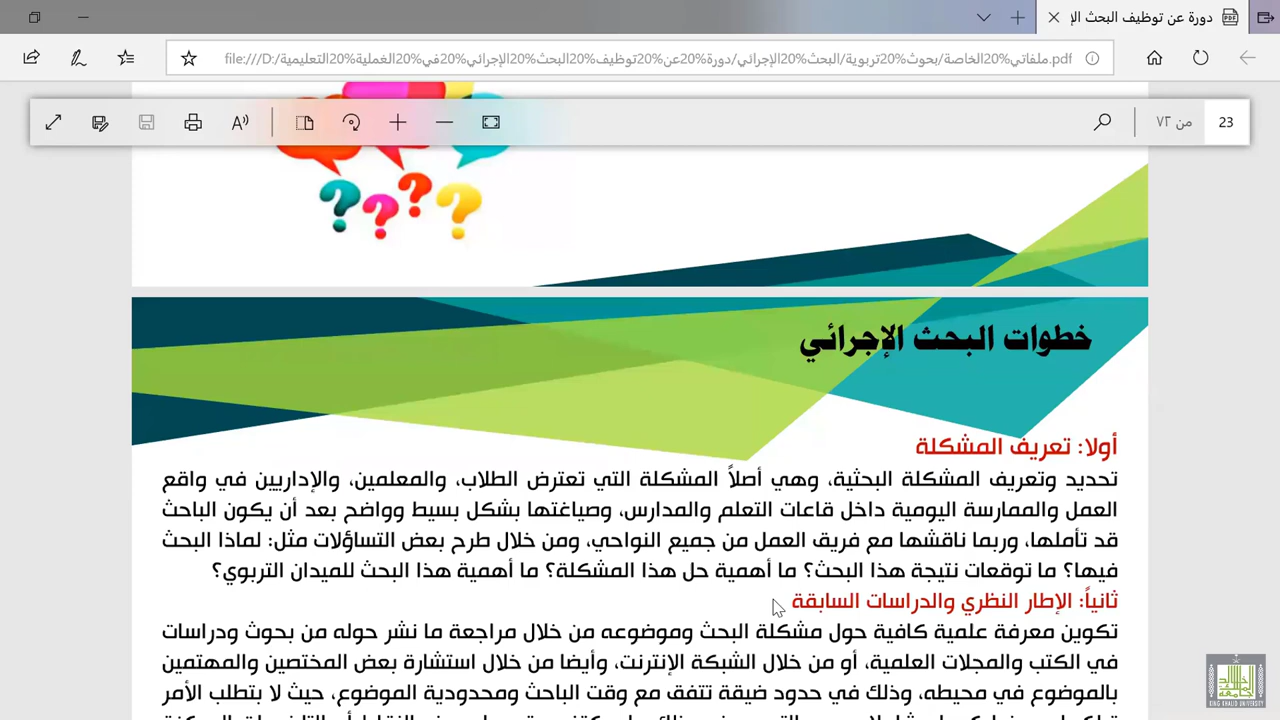 دورة عن توظيف البحث الإ
file:///D:/ملفاتي%20الخاصة/بحوث%20تربوية/البحث%20الإجرائي/دورة%20عن%20توظيف%20البحث%20الإجرائي%20في%20العملية%20التعليمية.pdf
23 من ٧٣
خطوات البحث الإجرائي
أولا: تعريف المشكلة
تحديد وتعريف المشكلة البحثية، وهي أصلاً المشكلة التي تعترض الطلاب، والمعلمين، والإداريين في واقع
العمل والممارسة اليومية داخل قاعات التعلم والمدارس، وصياغتها بشكل بسيط وواضح بعد أن يكون الباحث
قد تأملها، وربما ناقشها مع فريق العمل من جميع النواحي، ومن خلال طرح بعض التساؤلات مثل: لماذا البحث
فيها؟ ما توقعات نتيجة هذا البحث؟ ما أهمية حل هذا المشكلة؟ ما أهمية هذا البحث للميدان التربوي؟
ثانياً: الإطار النظري والدراسات السابقة
تكوين معرفة علمية كافية حول مشكلة البحث وموضوعه من خلال مراجعة ما نشر حوله من بحوث ودراسات
في الكتب والمجلات العلمية، أو من خلال الشبكة الإنترنت، وأيضا من خلال استشارة بعض المختصين والمهتمين
بالموضوع في محيطه، وذلك في حدود ضيقة تتفق مع وقت الباحث ومحدودية الموضوع، حيث لا يتطلب الأمر
KING KHALID UNIVERSITY